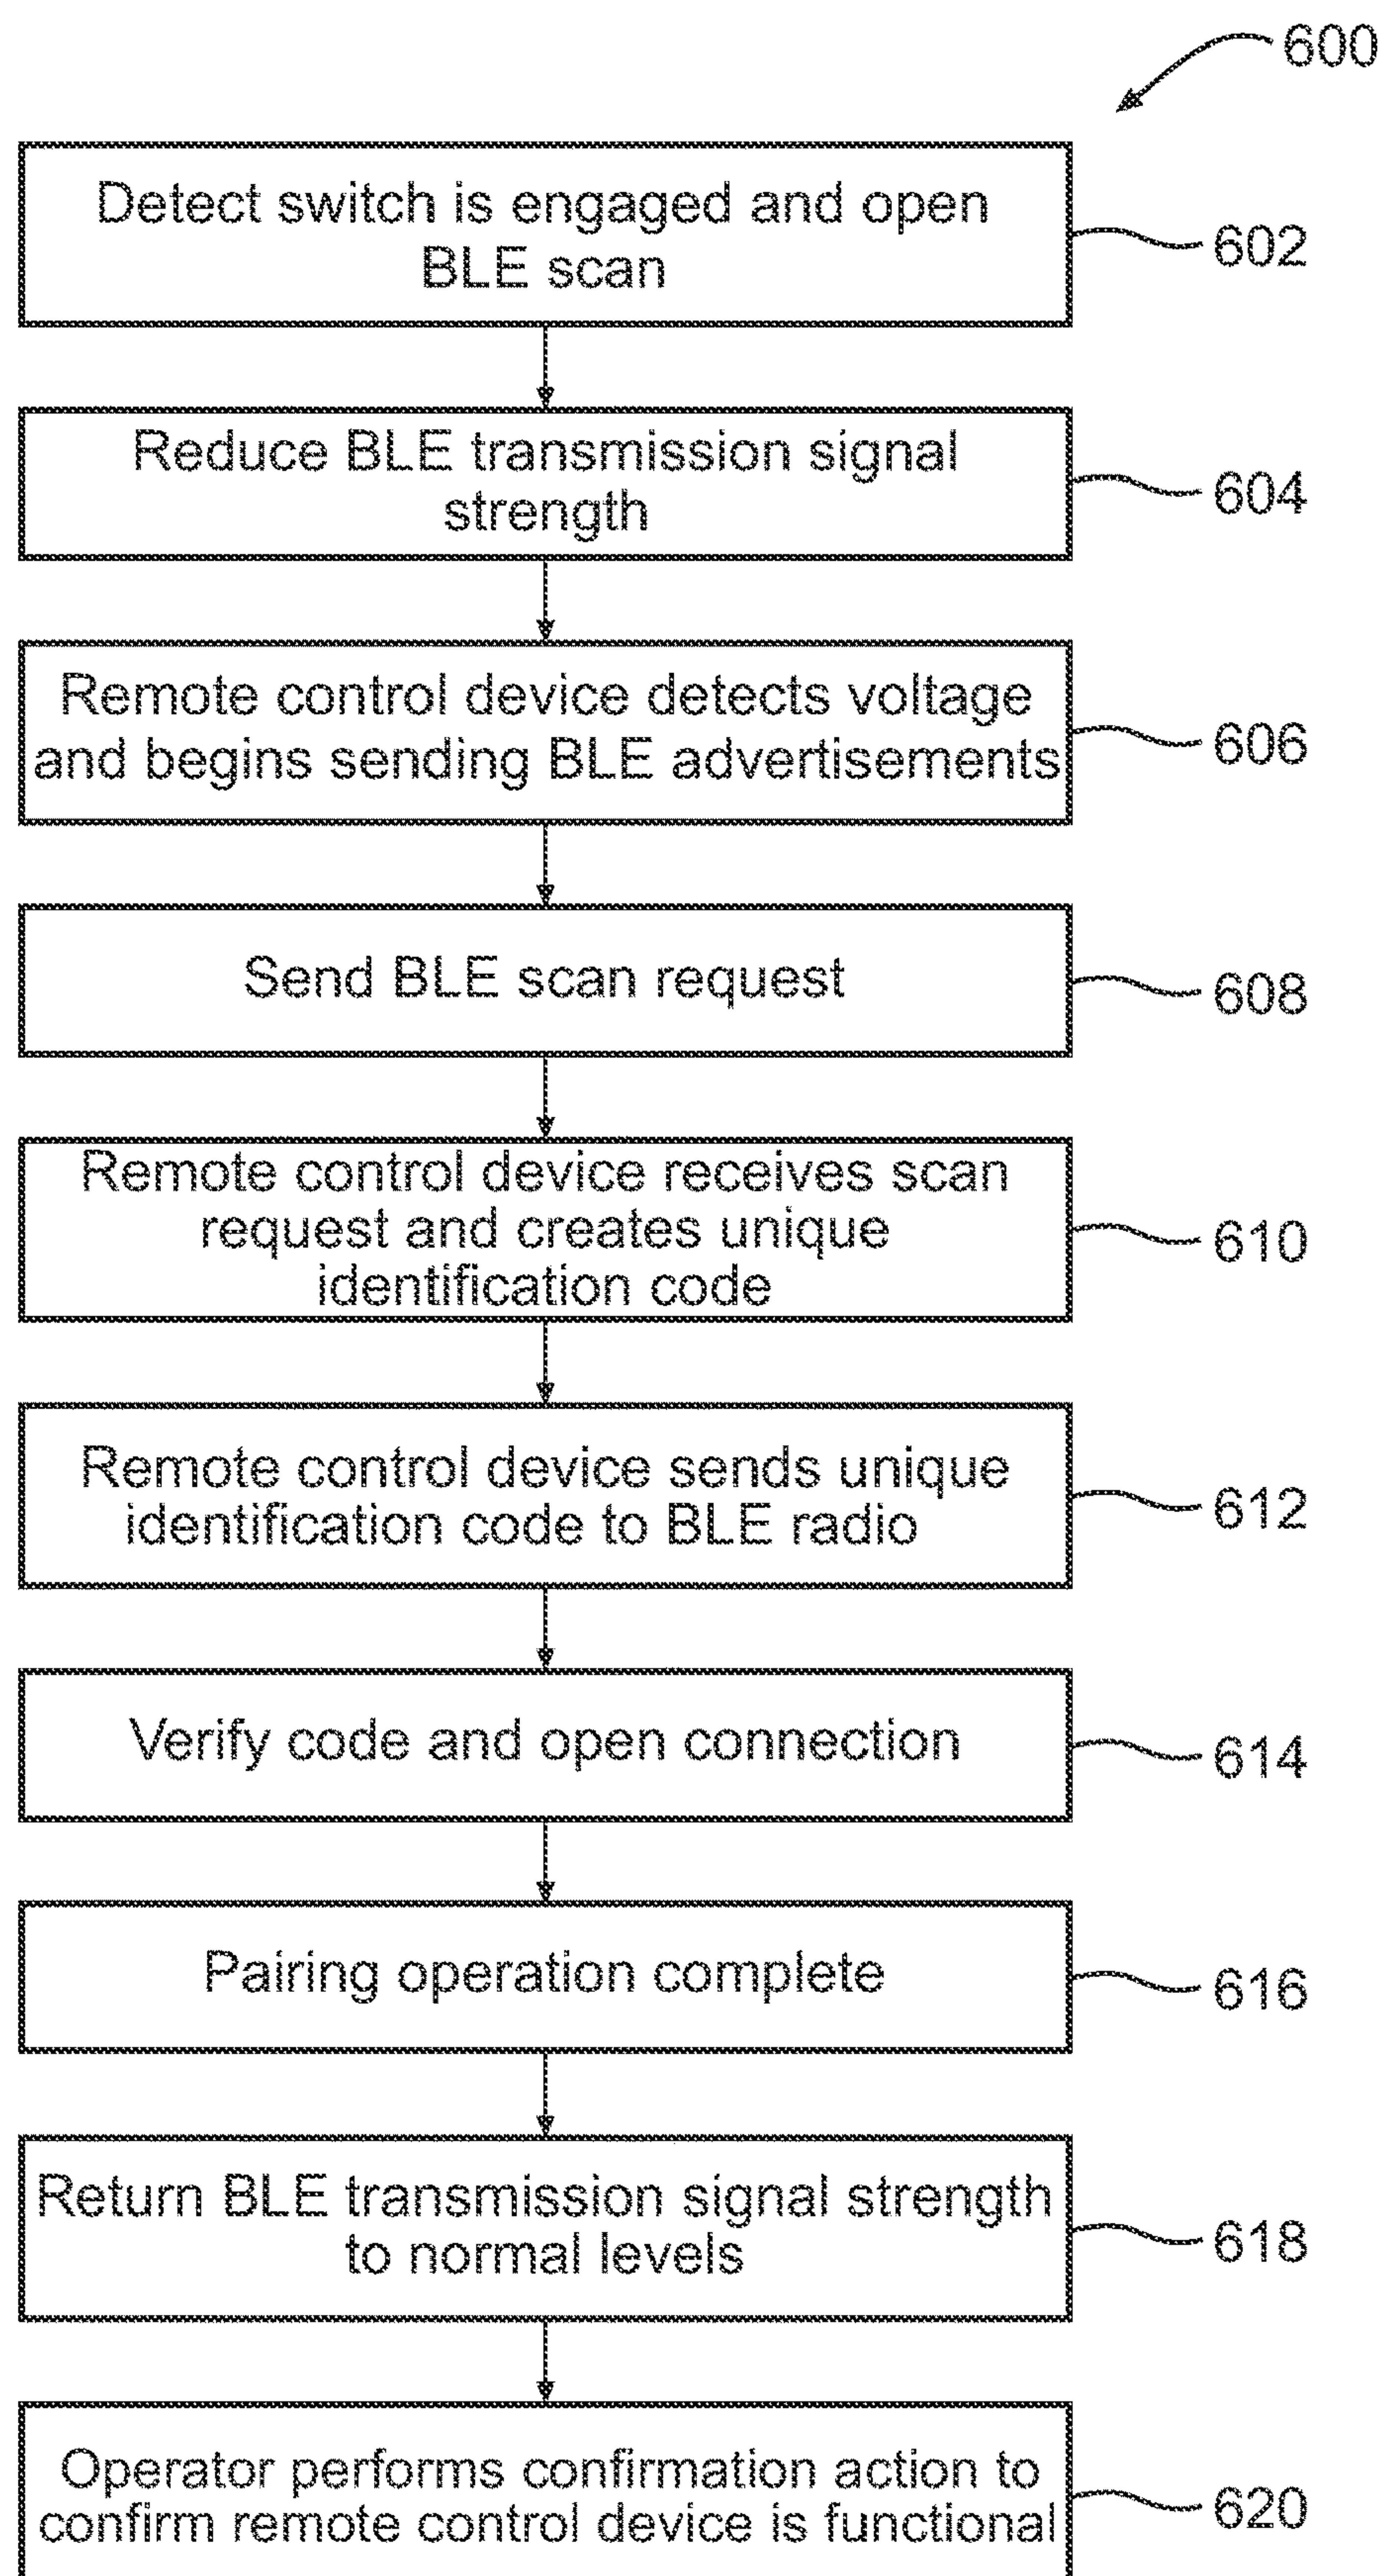 600
Detect switch is engaged and open
BLE scan
602
Reduce BLE transmission signal
strength
604
Remote control device detects voltage
and begins sending BLE advertisements
606
Send BLE scan request
608
Remote control device receives scan
request and creates unique
identification code
610
Remote control device sends unique
identification code to BLE radio
612
Verify code and open connection
614
Pairing operation complete
616
Return BLE transmission signal strength
to normal levels
618
Operator performs confirmation action to
confirm remote control device is functional
620